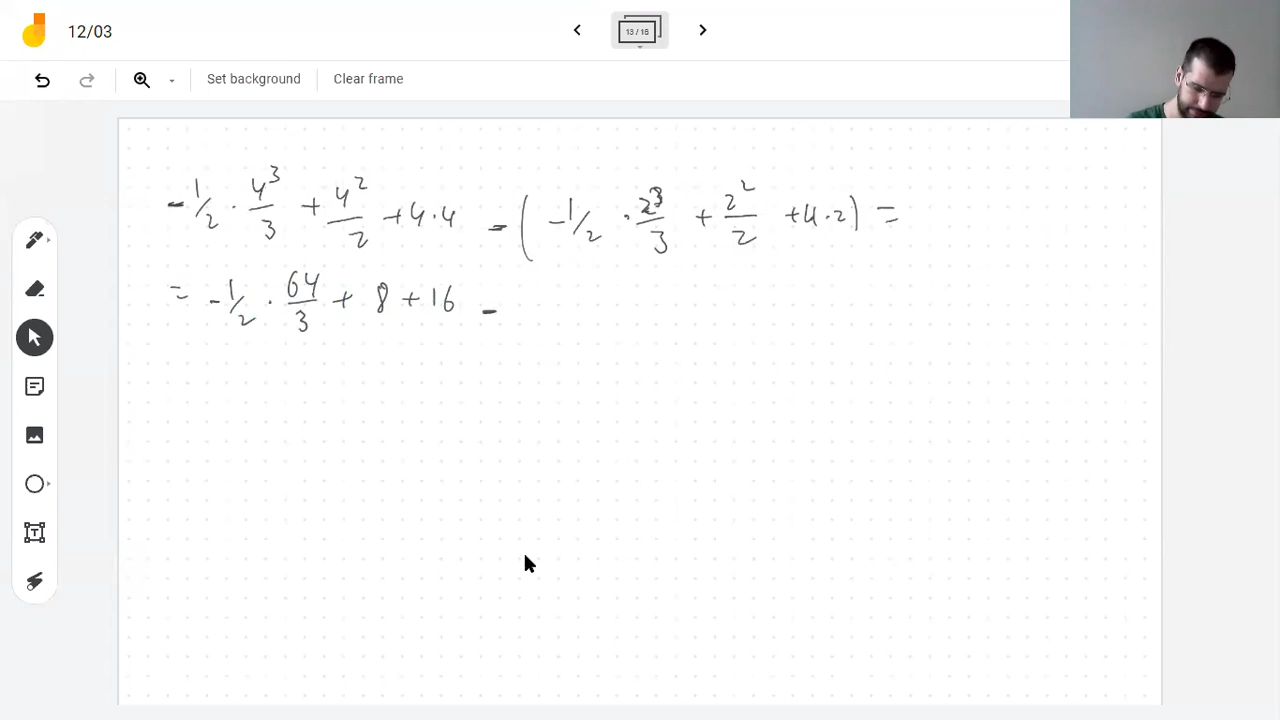 12/03
13 / 18
Set background
Clear frame
-1/2 · 4³/3 + 4²/2 + 4·4 - ( -1/2 · 2³/3 + 2²/2 + 4·2 ) =
= -1/2 · 64/3 + 8 + 16 -